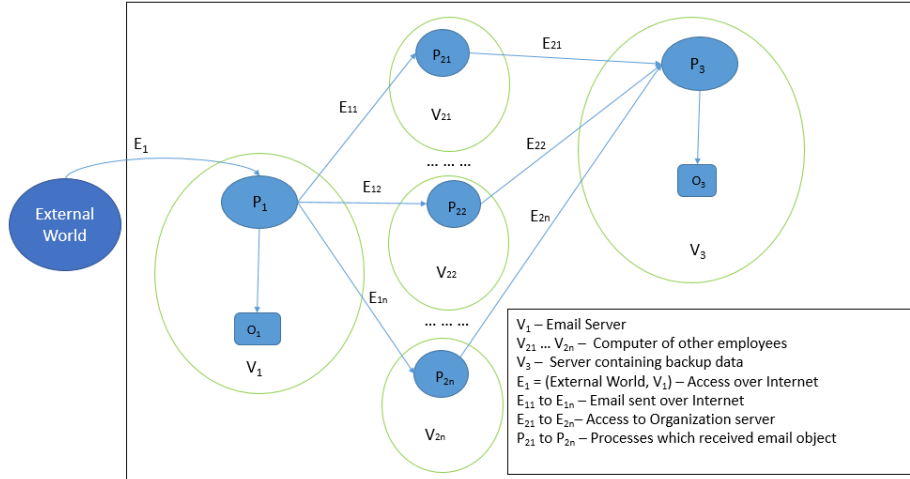 P21
E21
P3
E11
V21
E1
E22
... ... ...
P1
E12
P22
O3
External
World
E2n
V3
V22
E1n
... ... ...
O1
V1
P2n
V2n
V1 – Email Server
V21 ... V2n – Computer of other employees
V3 – Server containing backup data
E1 = (External World, V1) – Access over Internet
E11 to E1n – Email sent over Internet
E21 to E2n– Access to Organization server
P21 to P2n – Processes which received email object